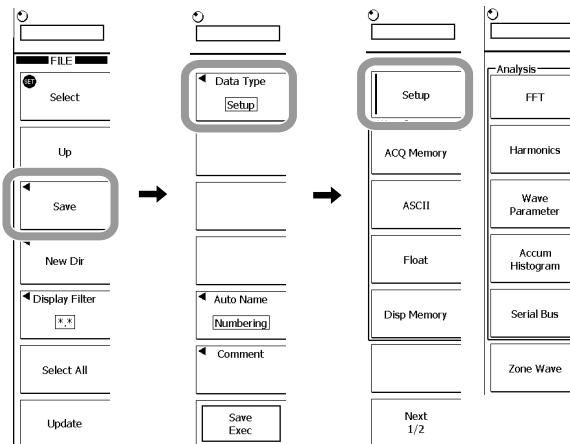 FILE
SET
Select
Up
Save
New Dir
Display Filter
*.*
Select All
Update
Data Type
Setup
Auto Name
Numbering
Comment
Save
Exec
Setup
ACQ Memory
ASCII
Float
Disp Memory
Next
1/2
Analysis
FFT
Harmonics
Wave
Parameter
Accum
Histogram
Serial Bus
Zone Wave